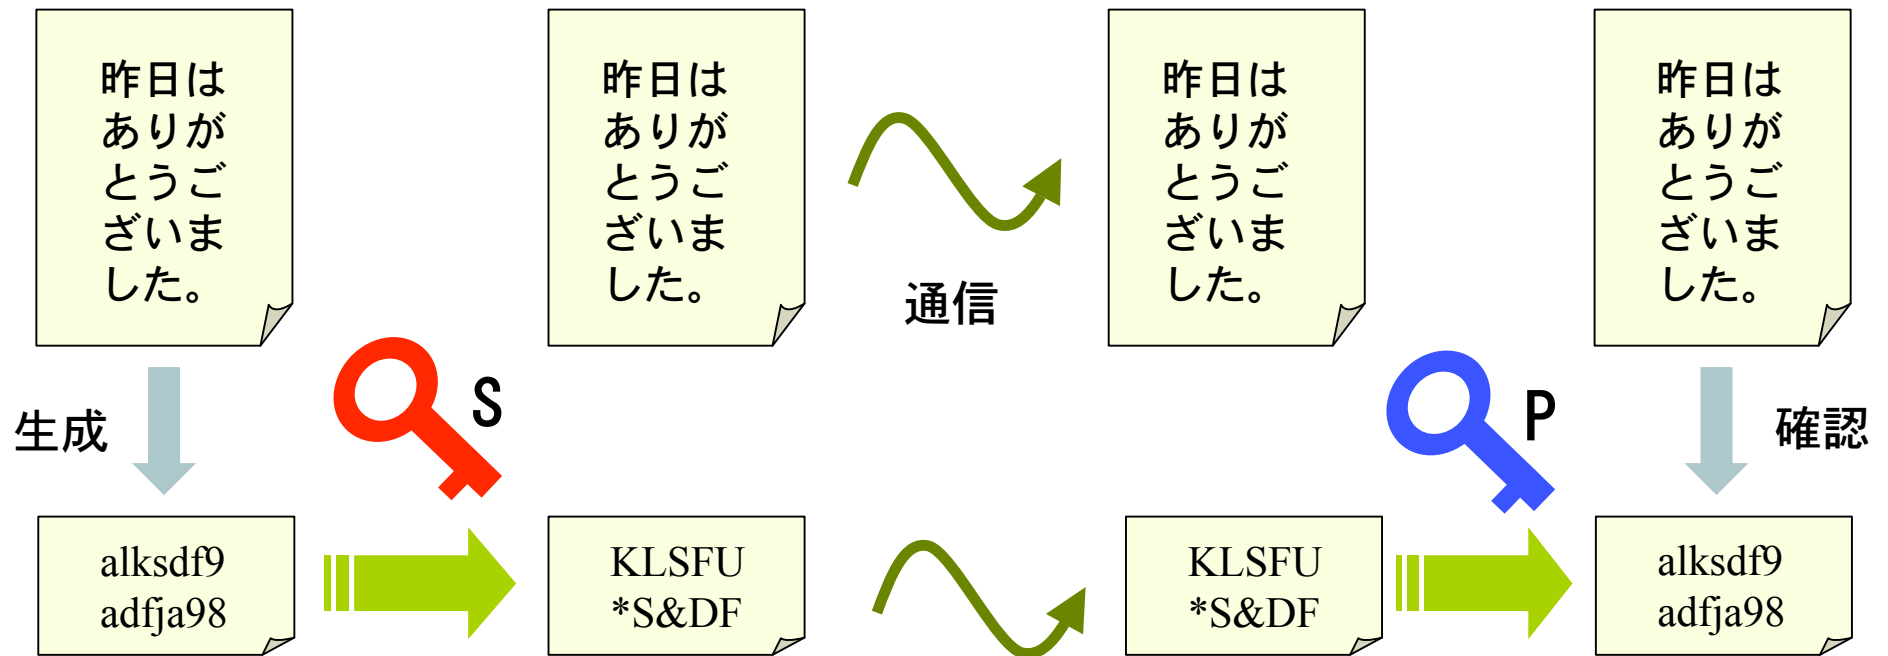 昨日は
ありが
とうご
ざいま
した。
昨日は
ありが
とうご
ざいま
した。
通信
昨日は
ありが
とうご
ざいま
した。
昨日は
ありが
とうご
ざいま
した。
生成
S
P
確認
alksdf9
adfja98
KLSFU
*S&DF
KLSFU
*S&DF
alksdf9
adfja98